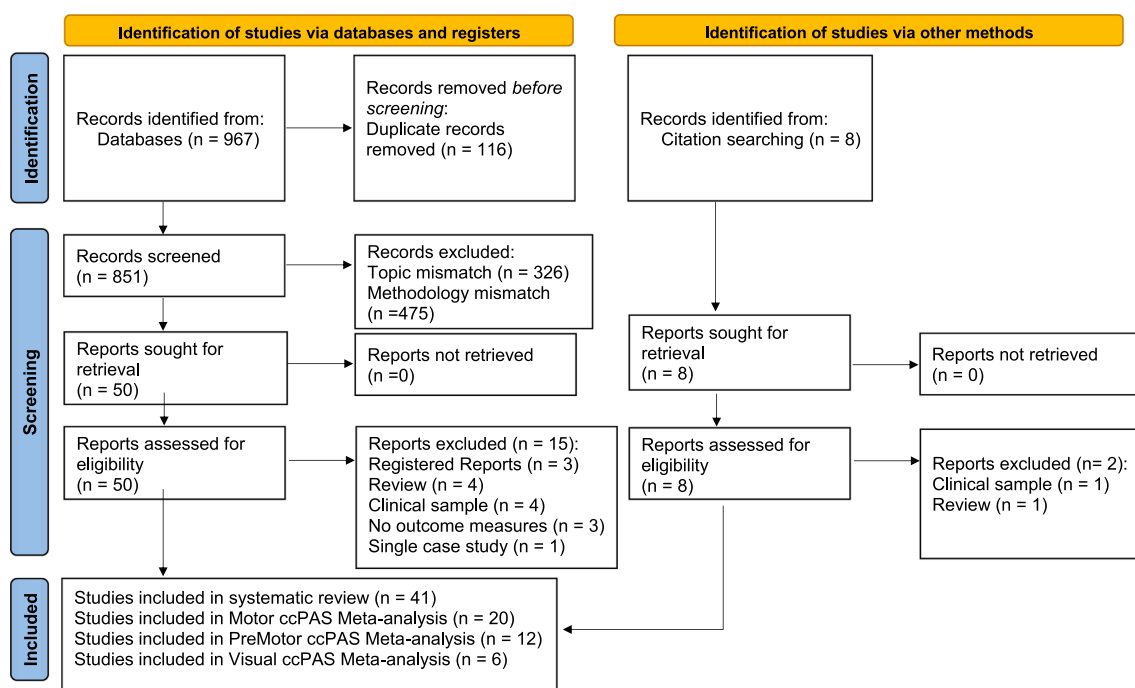 Identification of studies via databases and registers
Identification of studies via other methods
Identification
Records identified from:
Databases (n = 967)
Records removed before
screening:
Duplicate records
removed (n = 116)
Records identified from:
Citation searching (n = 8)
Screening
Records screened
(n = 851)
Records excluded:
Topic mismatch (n = 326)
Methodology mismatch
(n =475)
Reports sought for
retrieval
(n = 50)
Reports not retrieved
(n =0)
Reports sought for
retrieval
(n = 8)
Reports not retrieved
(n = 0)
Reports assessed for
eligibility
(n = 50)
Reports excluded (n = 15):
Registered Reports (n = 3)
Review (n = 4)
Clinical sample (n = 4)
No outcome measures (n = 3)
Single case study (n = 1)
Reports assessed for
eligibility
(n = 8)
Reports excluded (n= 2):
Clinical sample (n = 1)
Review (n = 1)
Included
Studies included in systematic review (n = 41)
Studies included in Motor ccPAS Meta-analysis (n = 20)
Studies included in PreMotor ccPAS Meta-analysis (n = 12)
Studies included in Visual ccPAS Meta-analysis (n = 6)